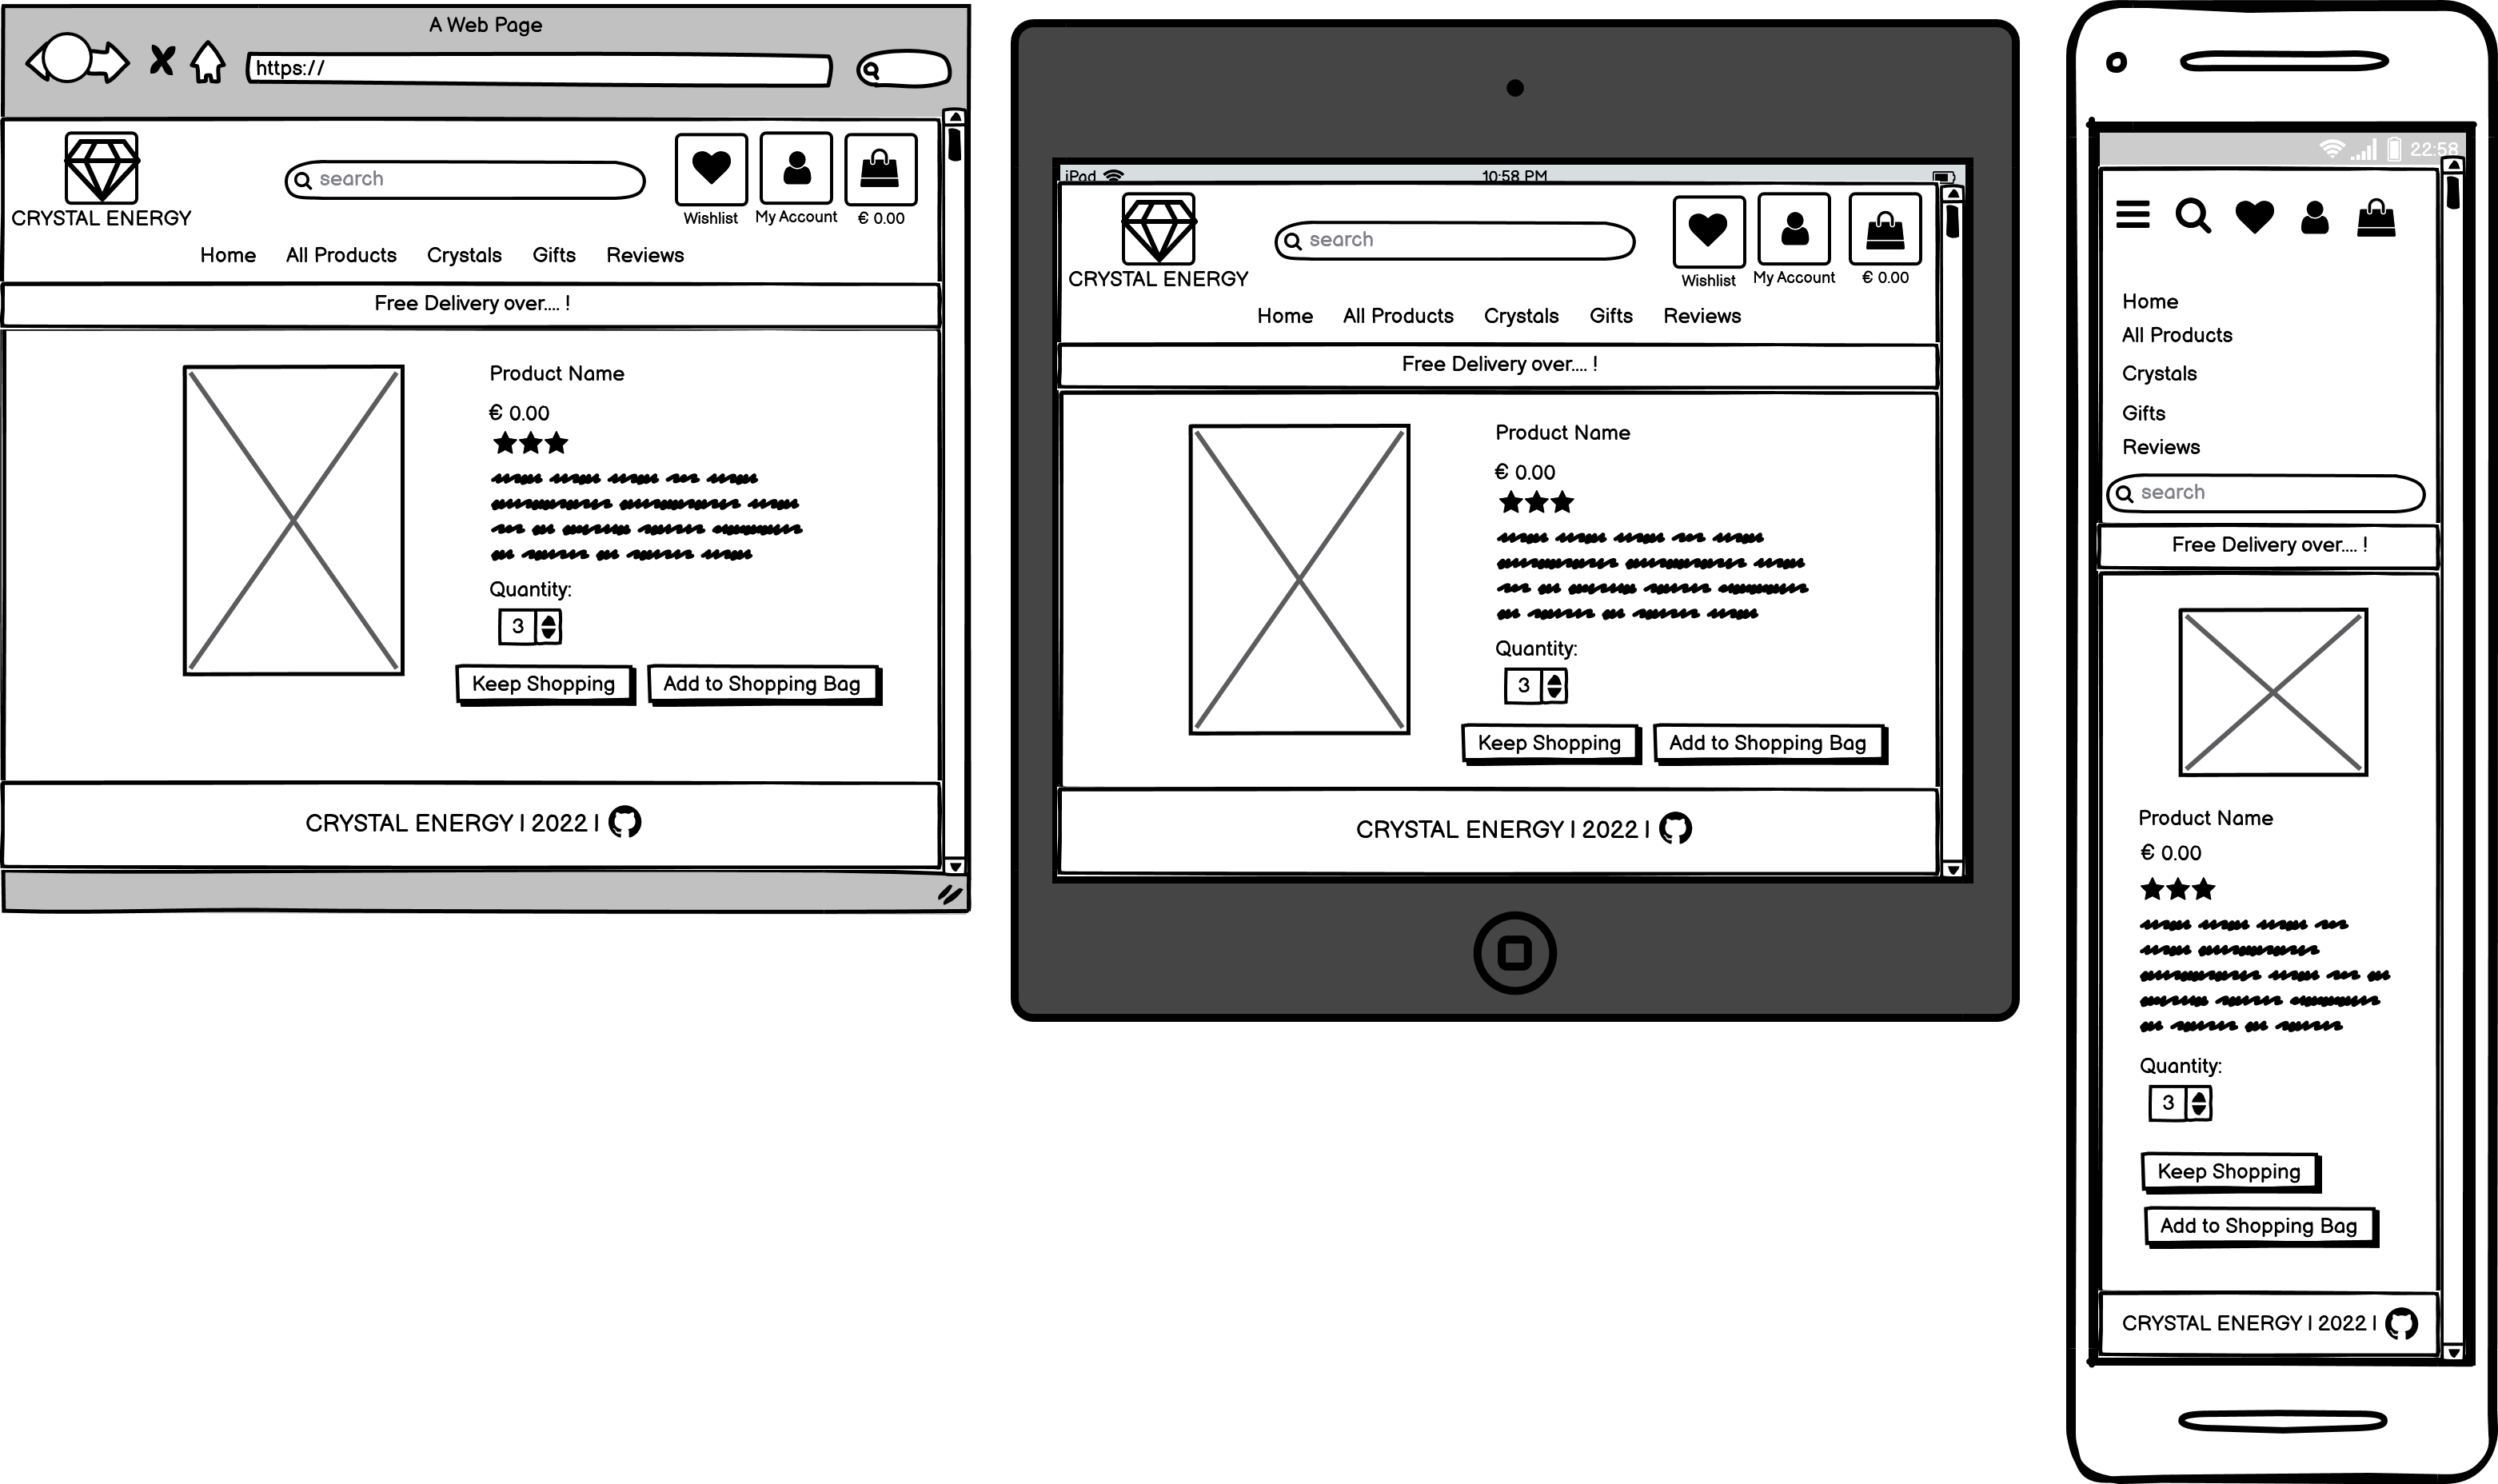 A Web Page
https://
search
CRYSTAL ENERGY
Wishlist
My Account
€ 0.00
Home All Products Crystals Gifts Reviews
Free Delivery over.... !
Product Name
€ 0.00
Quantity:
3
Keep Shopping
Add to Shopping Bag
CRYSTAL ENERGY | 2022 |
iPad
10:58 PM
search
CRYSTAL ENERGY
Wishlist
My Account
€ 0.00
Home All Products Crystals Gifts Reviews
Free Delivery over.... !
Product Name
€ 0.00
Quantity:
3
Keep Shopping
Add to Shopping Bag
CRYSTAL ENERGY | 2022 |
22:58
Home
All Products
Crystals
Gifts
Reviews
search
Free Delivery over.... !
Product Name
€ 0.00
Quantity:
3
Keep Shopping
Add to Shopping Bag
CRYSTAL ENERGY | 2022 |